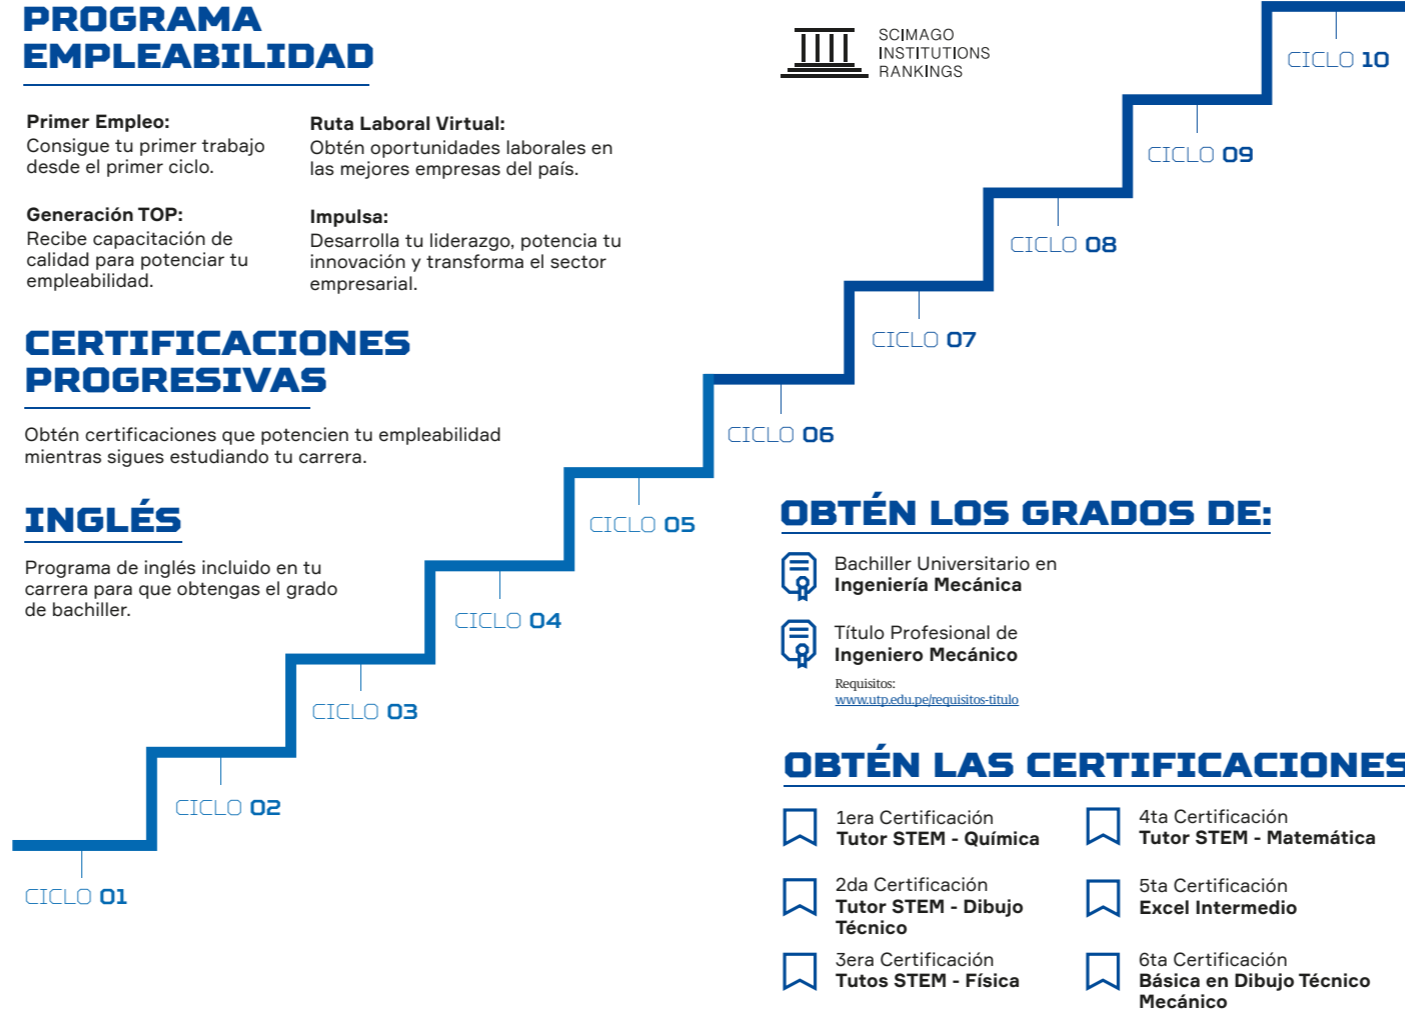 PROGRAMA
EMPLEABILIDAD
Primer Empleo:
Consigue tu primer trabajo
desde el primer ciclo.
Ruta Laboral Virtual:
Obtén oportunidades laborales en
las mejores empresas del país.
Generación TOP:
Recibe capacitación de
calidad para potenciar tu
empleabilidad.
Impulsa:
Desarrolla tu liderazgo, potencia tu
innovación y transforma el sector
empresarial.
SCIMAGO
INSTITUTIONS
RANKINGS
CERTIFICACIONES
PROGRESIVAS
Obtén certificaciones que potencien tu empleabilidad
mientras sigues estudiando tu carrera.
INGLÉS
Programa de inglés incluido en tu
carrera para que obtengas el grado
de bachiller.
CICLO 10
CICLO 09
CICLO 08
CICLO 07
CICLO 06
CICLO 05
CICLO 04
CICLO 03
CICLO 02
CICLO 01
OBTÉN LOS GRADOS DE:
Bachiller Universitario en
Ingeniería Mecánica
Título Profesional de
Ingeniero Mecánico
Requisitos:
www.utp.edu.pe/requisitos-titulo
OBTÉN LAS CERTIFICACIONES
1era Certificación
Tutor STEM - Química
2da Certificación
Tutor STEM - Dibujo
Técnico
3era Certificación
Tutos STEM - Física
4ta Certificación
Tutor STEM - Matemática
5ta Certificación
Excel Intermedio
6ta Certificación
Básica en Dibujo Técnico
Mecánico